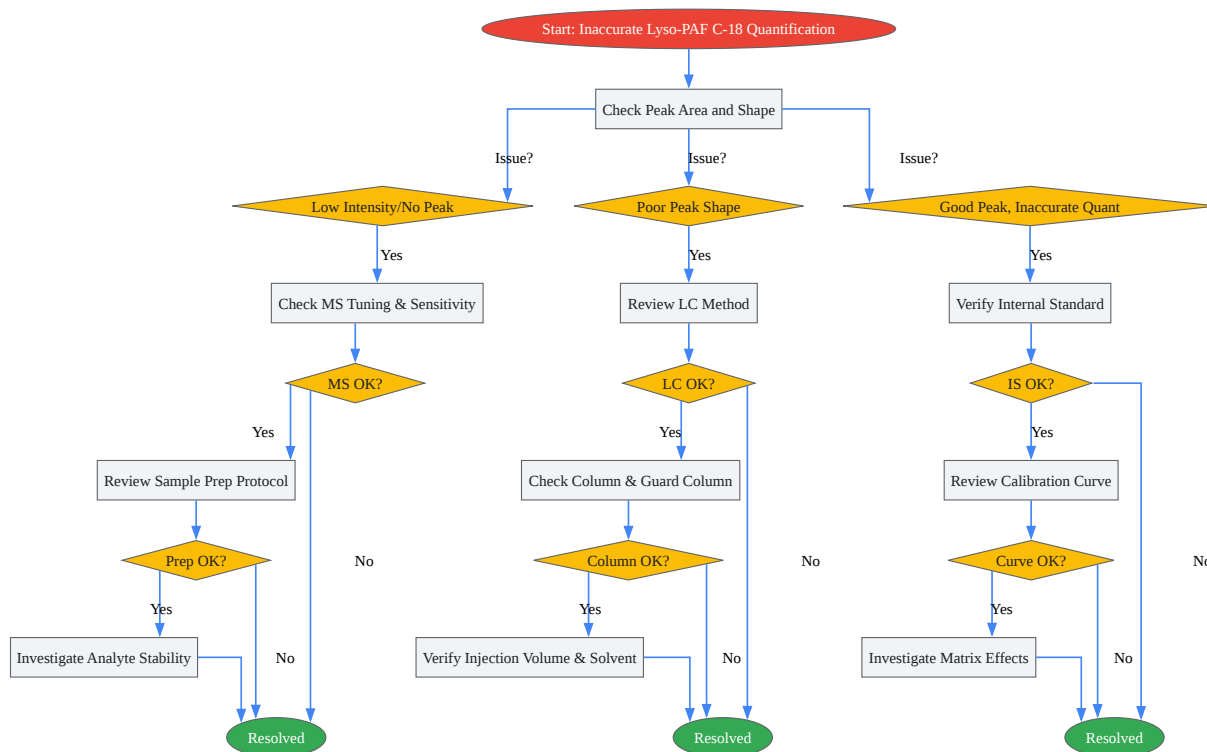 Start: Inaccurate Lyso-PAF C-18 Quantification
Check Peak Area and Shape
Issue?
Issue?
Issue?
Low Intensity/No Peak
Poor Peak Shape
Good Peak, Inaccurate Quant
Yes
Yes
Yes
Check MS Tuning & Sensitivity
Review LC Method
Verify Internal Standard
MS OK?
LC OK?
IS OK?
Yes
Yes
Yes
Review Sample Prep Protocol
Check Column & Guard Column
Review Calibration Curve
Prep OK?
No
Column OK?
No
Curve OK?
No
Yes
Yes
Yes
Investigate Analyte Stability
No
Verify Injection Volume & Solvent
No
Investigate Matrix Effects
No
Resolved
Resolved
Resolved